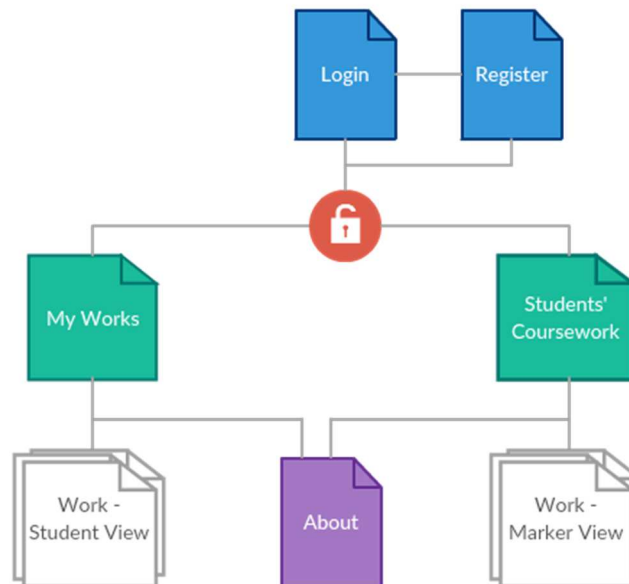 Login
Register
My Works
Students'
Coursework
Work -
Student View
About
Work -
Marker View